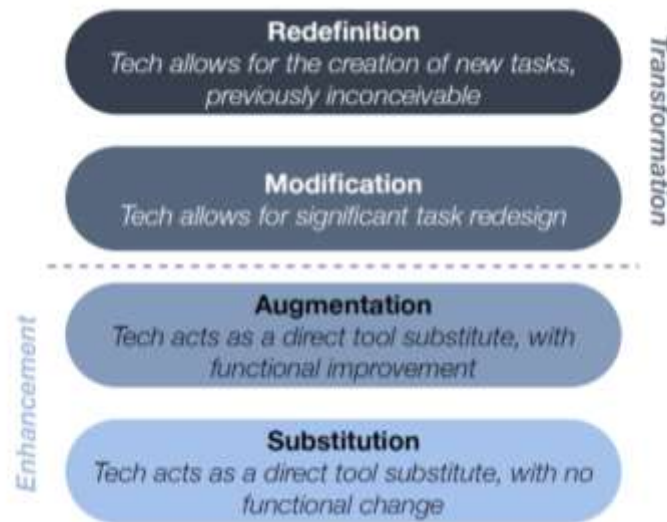 Redefinition
Tech allows for the creation of new tasks,
previously inconceivable
Transformation
Modification
Tech allows for significant task redesign
Augmentation
Tech acts as a direct tool substitute, with
functional improvement
Enhancement
Substitution
Tech acts as a direct tool substitute, with no
functional change